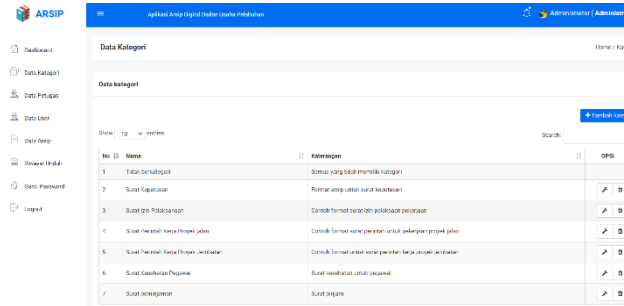 ARSIP
Aplikasi Arsip Digital Badan Usaha Pelabuhan
Administrator [ Administr
Dashboard
Data Kategori
Data Petugas
Data User
Data Arsip
Riwayat Unduh
Ganti Password
Logout
Data Kategori
Home / Ka
Data kategori
Tambah kate
Show 10 entries
Search:
No Nama Keterangan OPSI
1 Tidak berkategori Semua yang tidak memiliki kategori
2 Surat Keputusan Format arsip untuk surat keputusan
3 Surat Izin Pelaksanaan Contoh format surat izin pelaksaan pekerjaan
4 Surat Perintah Kerja Proyek jalan Contoh format surat perintah untuk pekerjaan proyek jalan
5 Surat Perintah Kerja Proyek Jembatan Contoh format untuk surat perintah kerja proyek jembatan
6 Surat Kesehatan Pegawai Surat kesehatan untuk pegawai
7 Surat peminjaman Surat pinjam